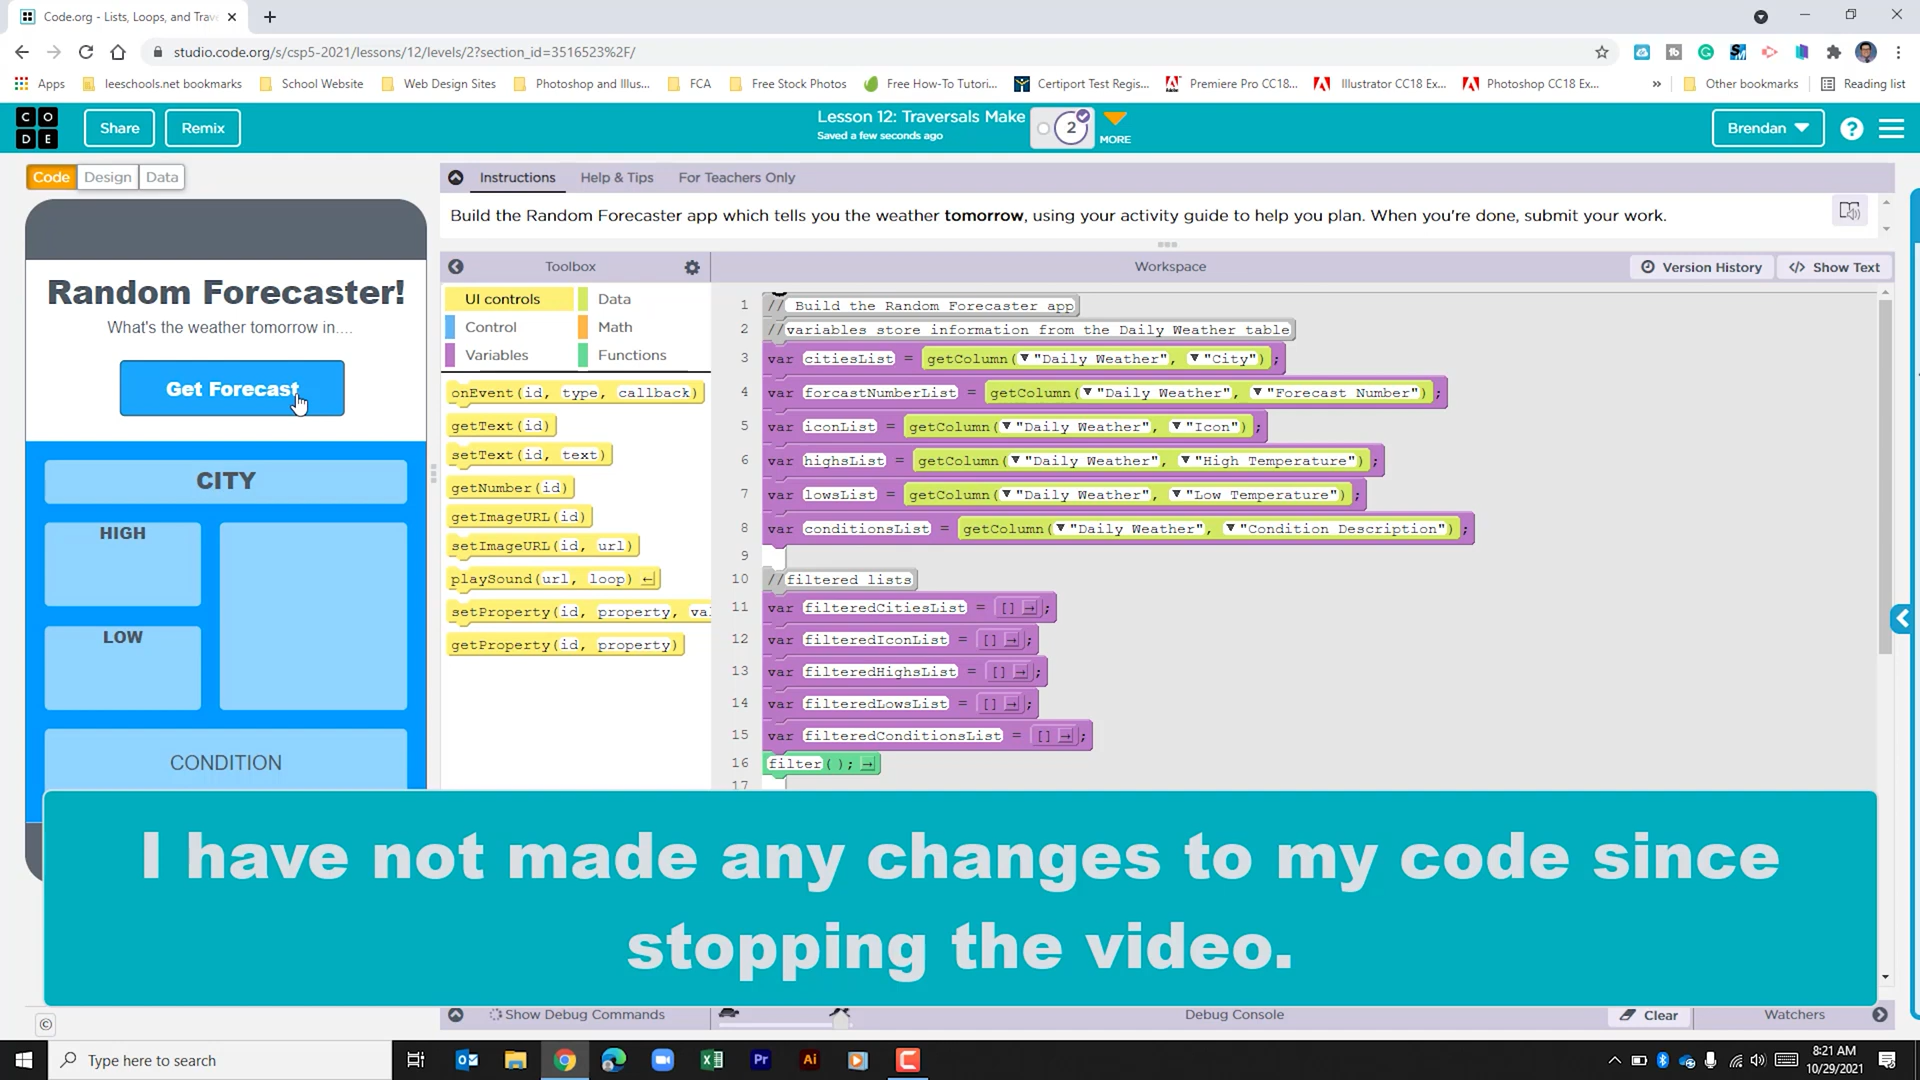 Code.org - Lists, Loops, and Trav
studio.code.org/s/csp5-2021/lessons/12/levels/2?section_id=3516523%2F/
Apps leeschools.net bookmarks School Website Web Design Sites Photoshop and Illus... FCA Free Stock Photos Free How-To Tutori... Certiport Test Regis... Premiere Pro CC18... Illustrator CC18 Ex... Photoshop CC18 Exa... » Other bookmarks Reading list
CODE
Share
Remix
Lesson 12: Traversals Make
Saved a few seconds ago
2
MORE
Brendan
?
Code Design Data
Instructions Help & Tips For Teachers Only
Build the Random Forecaster app which tells you the weather tomorrow, using your activity guide to help you plan. When you're done, submit your work.
Random Forecaster!
What's the weather tomorrow in....
Get Forecast
CITY
HIGH
LOW
CONDITION
Toolbox
Workspace
Version History
</> Show Text
UI controls Data
Control Math
Variables Functions
onEvent(id, type, callback)
getText(id)
setText(id, text)
getNumber(id)
getImageURL(id)
setImageURL(id, url)
playSound(url, loop)
setProperty(id, property, val
getProperty(id, property)
1 // Build the Random Forecaster app
2 //variables store information from the Daily Weather table
3 var citiesList = getColumn("Daily Weather", "City");
4 var forcastNumberList = getColumn("Daily Weather", "Forecast Number");
5 var iconList = getColumn("Daily Weather", "Icon");
6 var highsList = getColumn("Daily Weather", "High Temperature");
7 var lowsList = getColumn("Daily Weather", "Low Temperature");
8 var conditionsList = getColumn("Daily Weather", "Condition Description");
9
10 //filtered lists
11 var filteredCitiesList = [];
12 var filteredIconList = [];
13 var filteredHighsList = [];
14 var filteredLowsList = [];
15 var filteredConditionsList = [];
16 filter();
17
I have not made any changes to my code since
stopping the video.
©
Show Debug Commands
Debug Console
Clear
Watchers
Type here to search
Pr
Ai
8:21 AM
10/29/2021